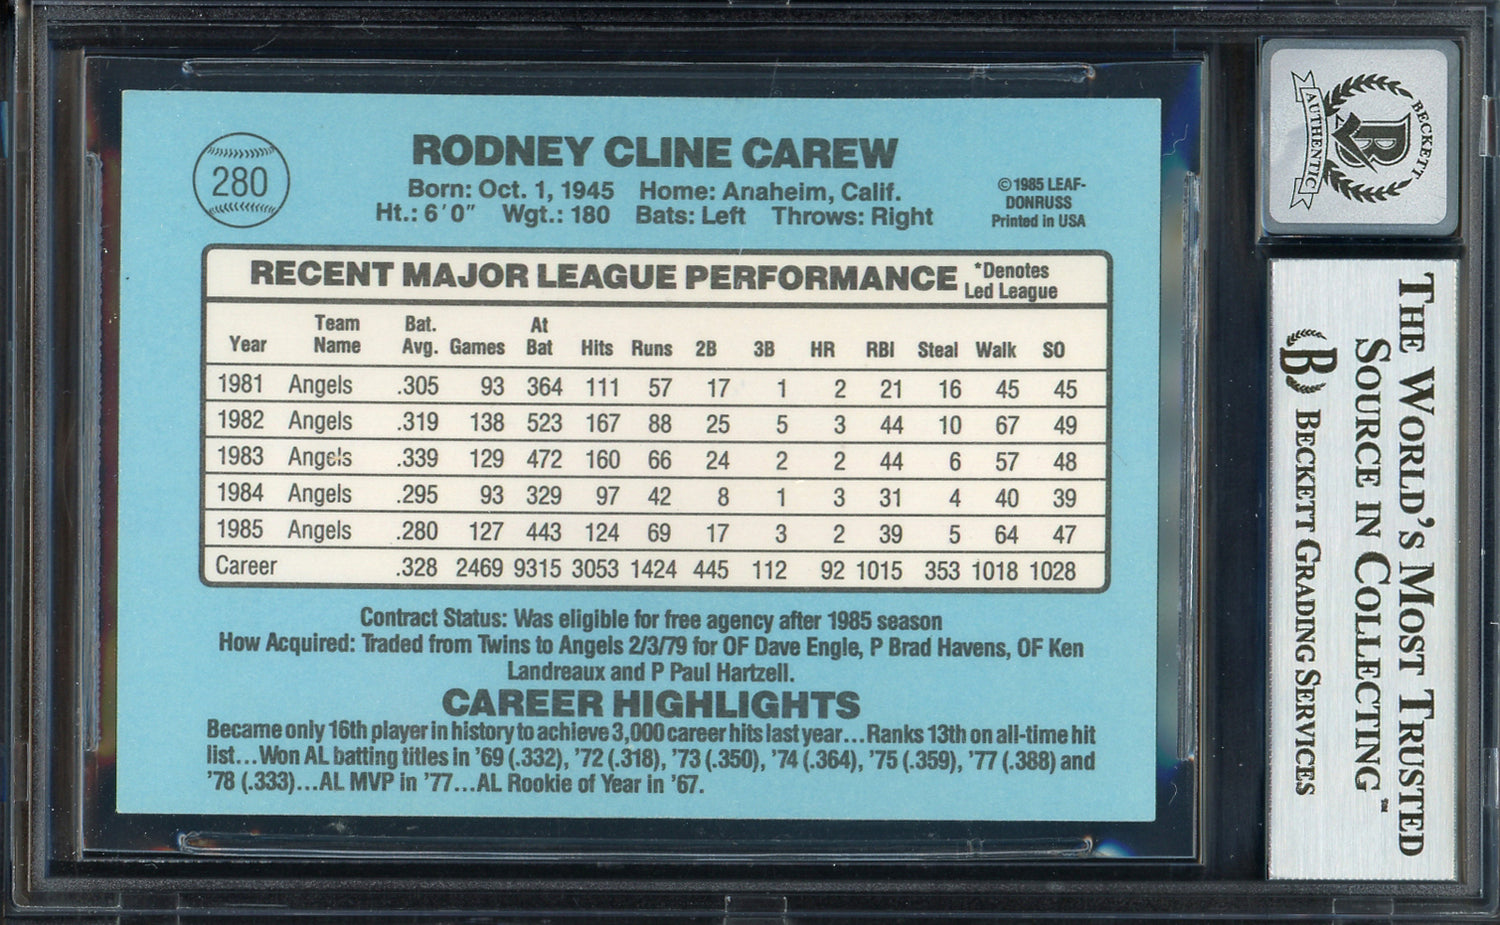 280
RODNEY CLINE CAREW
Born: Oct. 1, 1945 Home: Anaheim, Calif.
Ht.: 6'0" Wgt.: 180 Bats: Left Throws: Right
©1985 LEAF-
DONRUSS
Printed in USA
RECENT MAJOR LEAGUE PERFORMANCE
*Denotes
Led League
Year Team Name Bat. Avg. Games At Bat Hits Runs 2B 3B HR RBI Steal Walk SO
1981 Angels .305 93 364 111 57 17 1 2 21 16 45 45
1982 Angels .319 138 523 167 88 25 5 3 44 10 67 49
1983 Angels .339 129 472 160 66 24 2 2 44 6 57 48
1984 Angels .295 93 329 97 42 8 1 3 31 4 40 39
1985 Angels .280 127 443 124 69 17 3 2 39 5 64 47
Career .328 2469 9315 3053 1424 445 112 92 1015 353 1018 1028
Contract Status: Was eligible for free agency after 1985 season
How Acquired: Traded from Twins to Angels 2/3/79 for OF Dave Engle, P Brad Havens, OF Ken
Landreaux and P Paul Hartzell.
CAREER HIGHLIGHTS
Became only 16th player in history to achieve 3,000 career hits last year...Ranks 13th on all-time hit
list...Won AL batting titles in '69 (.332), '72 (.318), '73 (.350), '74 (.364), '75 (.359), '77 (.388) and
'78 (.333)...AL MVP in '77...AL Rookie of Year in '67.
BECKETT
B
AUTHENTIC
THE WORLD'S MOST TRUSTED
SOURCE IN COLLECTING™
B BECKETT GRADING SERVICES